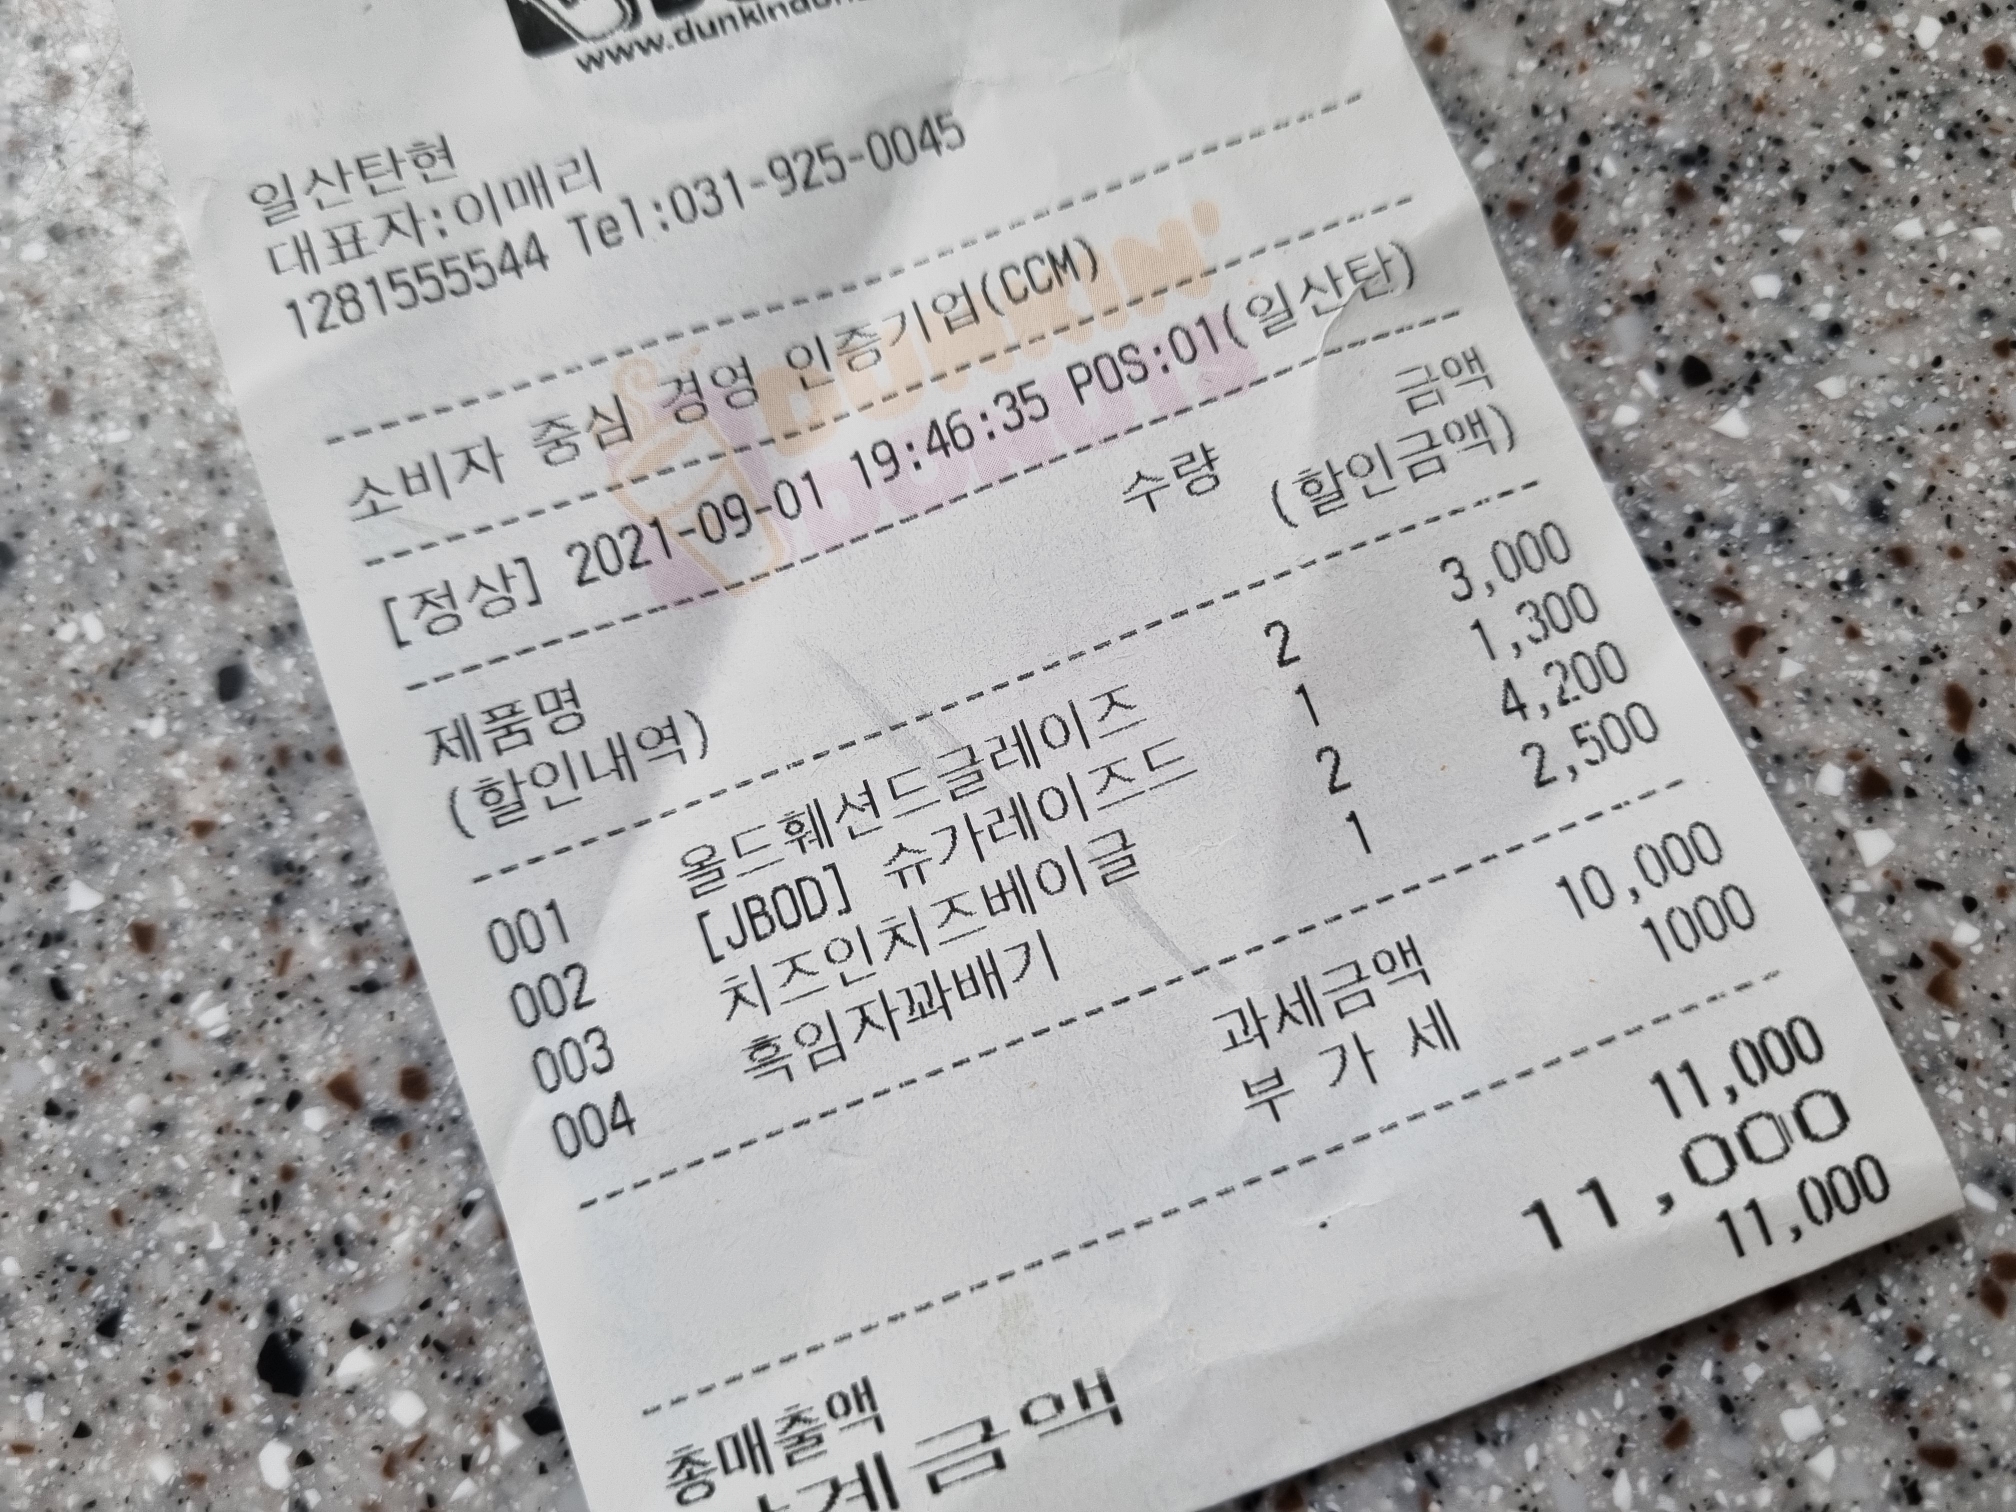 www.dunkindon
일산탄현
대표자:이매리
1281555544 Tel:031-925-0045
소비자 중심 경영 인증기업(CCM)
DUNKIN'
DONUTS
[정상] 2021-09-01 19:46:35 POS:01(일산탄)
제품명 수량 금액
(할인내역) (할인금액)
001 올드훼션드글레이즈 2 3,000
002 [JBOD] 슈가레이즈드 1 1,300
003 치즈인치즈베이글 2 4,200
004 흑임자꽈배기 1 2,500
과세금액 10,000
부 가 세 1000
총매출액 11,000
계금액 11,000
11,000